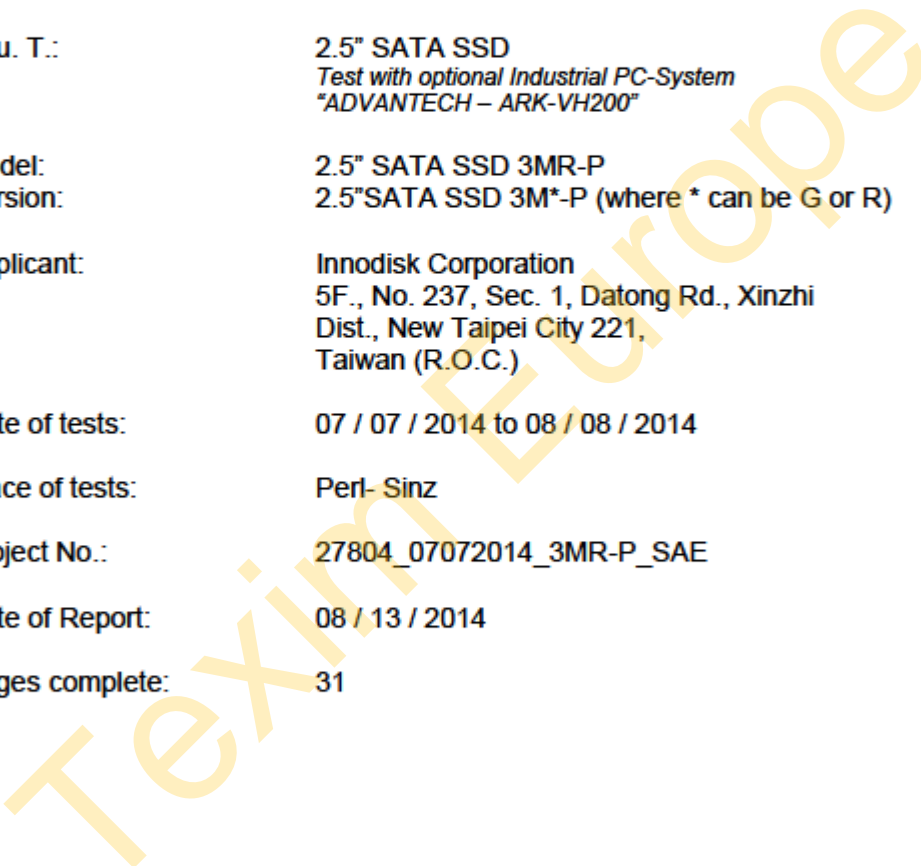 u. T.: 2.5” SATA SSD
Test with optional Industrial PC-System
“ADVANTECH – ARK-VH200”
del: 2.5” SATA SSD 3MR-P
rsion: 2.5”SATA SSD 3M*-P (where * can be G or R)
plicant: Innodisk Corporation
5F., No. 237, Sec. 1, Datong Rd., Xinzhi
Dist., New Taipei City 221,
Taiwan (R.O.C.)
te of tests: 07 / 07 / 2014 to 08 / 08 / 2014
ace of tests: Perl- Sinz
oject No.: 27804_07072014_3MR-P_SAE
te of Report: 08 / 13 / 2014
ges complete: 31
Texim Europe